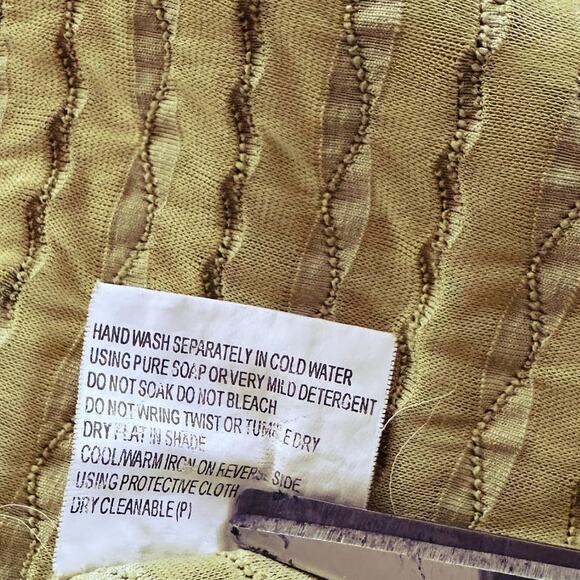 HAND WASH SEPARATELY IN COLD WATER
USING PURE SOAP OR VERY MILD DETERGENT
DO NOT SOAK DO NOT BLEACH
DO NOT WRING TWIST OR TUMBLE DRY
DRY FLAT IN SHADE
COOL/WARM IRON ON REVERSE SIDE
USING PROTECTIVE CLOTH
DRY CLEANABLE (P)